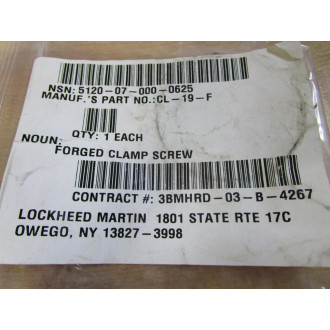 NSN: 5120-07-000-0625
MANUF.'S PART NO.:CL-19-F
QTY: 1 EACH
NOUN:
FORGED CLAMP SCREW
CONTRACT #: 3BMHRD-03-B-4267
LOCKHEED MARTIN 1801 STATE RTE 17C
OWEGO, NY 13827-3998